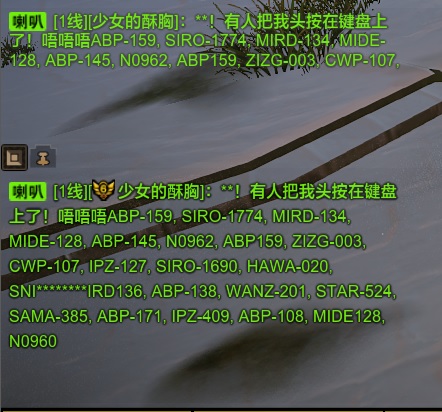 喇叭 [1线][少女的酥胸]：**！有人把我头按在键盘上
了！唔唔唔ABP-159, SIRO-1774, MIRD-134, MIDE-
128, ABP-145, N0962, ABP159, ZIZG-003, CWP-107,
喇叭 [1线][6 少女的酥胸]：**！有人把我头按在键盘
上了！唔唔唔ABP-159, SIRO-1774, MIRD-134,
MIDE-128, ABP-145, N0962, ABP159, ZIZG-003,
CWP-107, IPZ-127, SIRO-1690, HAWA-020,
SNI********IRD136, ABP-138, WANZ-201, STAR-524,
SAMA-385, ABP-171, IPZ-409, ABP-108, MIDE128,
N0960